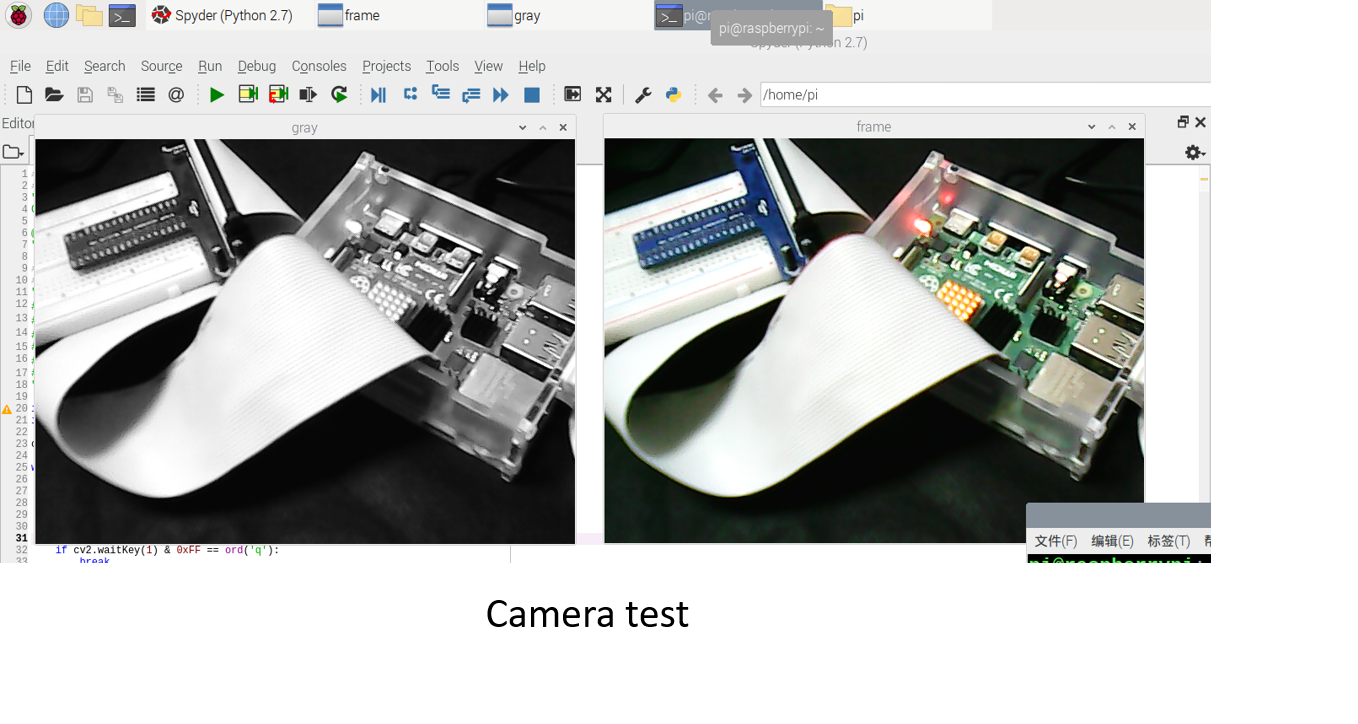 Spyder (Python 2.7)
frame
gray
pi
pi@raspberrypi: ~
Spyder (Python 2.7)
File Edit Search Source Run Debug Consoles Projects Tools View Help
/home/pi
gray
frame
1
2
3
4
5
6
7
8
9
10
11
12
13
14
15
16
17
18
19
20
21
22
23
24
25
26
27
28
29
30
31
32 if cv2.waitKey(1) & 0xFF == ord('q'):
33 break
文件(F) 编辑(E) 标签(T)
pi@raspberrypi
Camera test